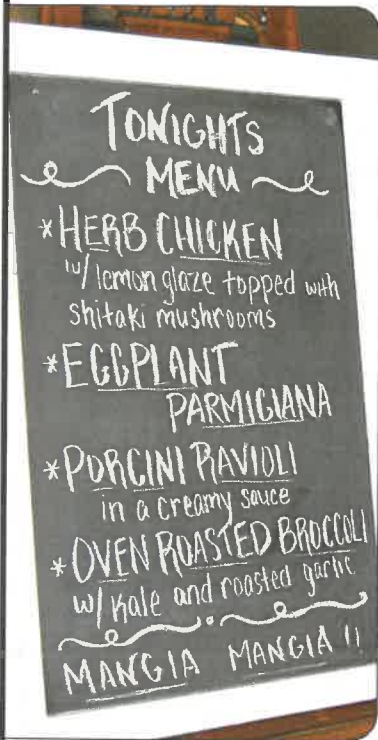 TONIGHTS
MENU
*HERB CHICKEN
w/ lemon glaze topped with
shitaki mushrooms
*EGGPLANT
PARMIGIANA
*PORCINI RAVIOLI
in a creamy sauce
*OVEN ROASTED BROCCOLI
w/ kale and roasted garlic
MANGIA MANGIA !!